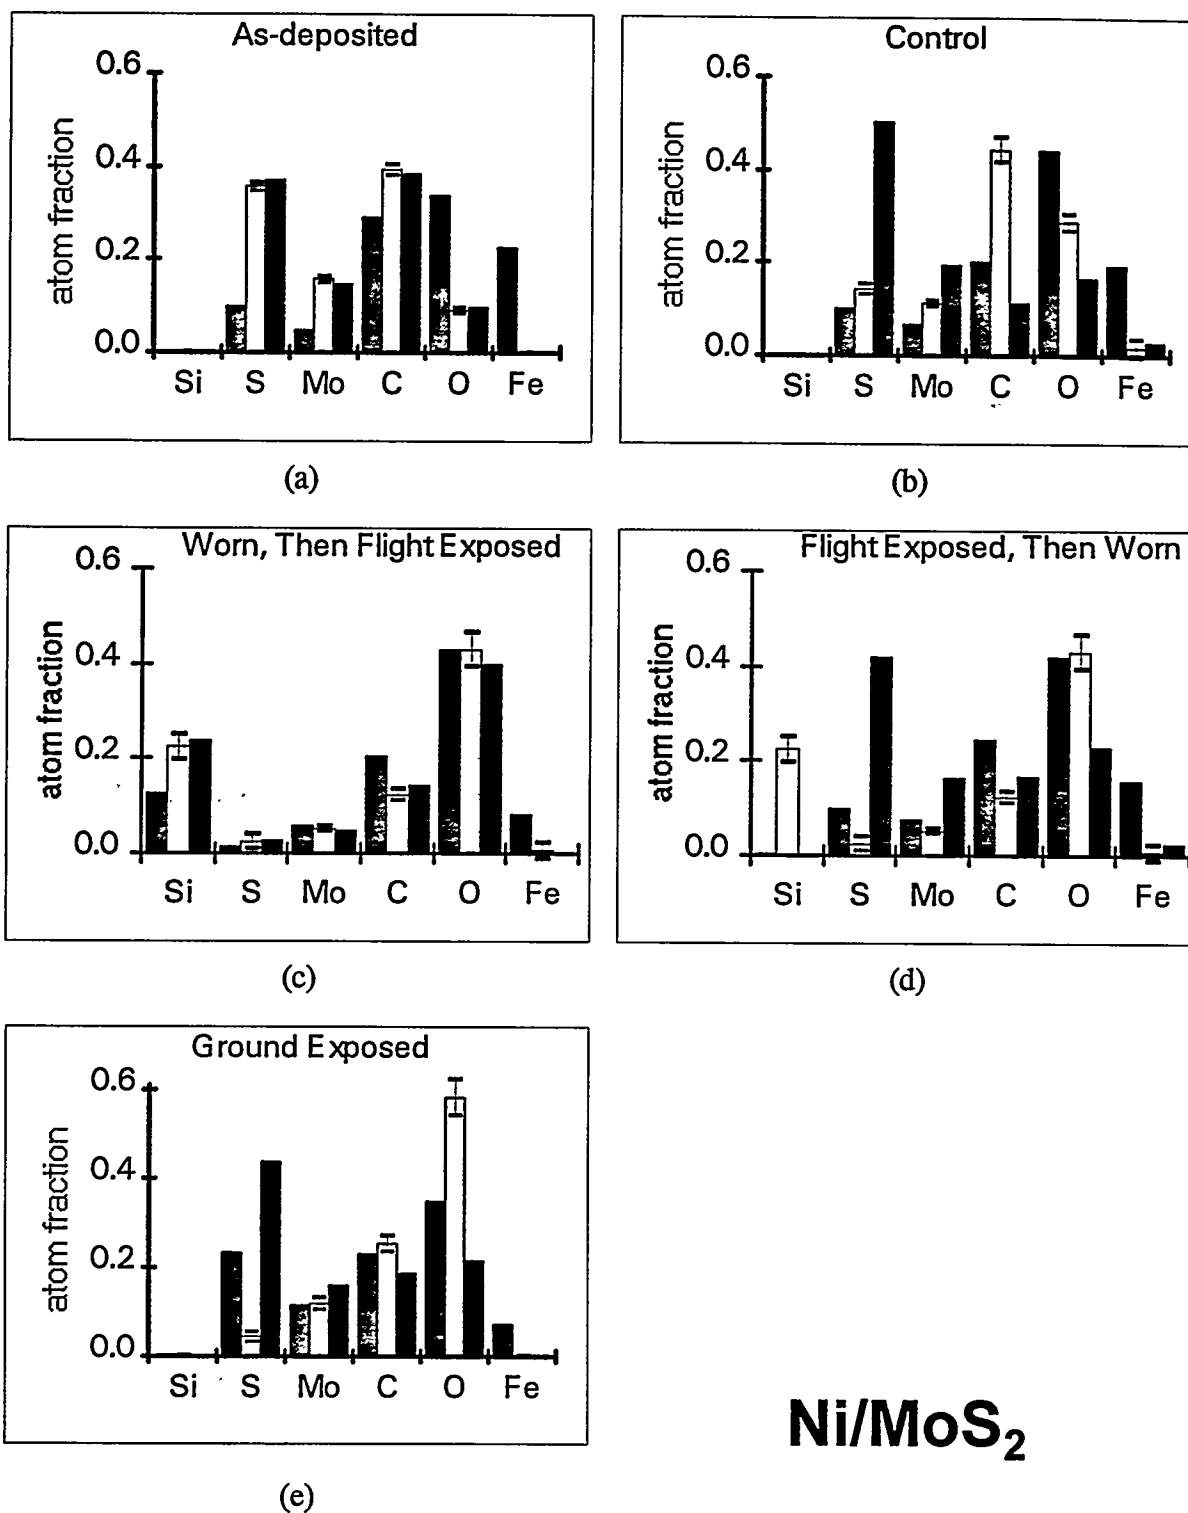 As-deposited
atom fraction
0.6
0.4
0.2
0.0
Si S Mo C O Fe
(a)
Control
atom fraction
0.6
0.4
0.2
0.0
Si S Mo C O Fe
(b)
Worn, Then Flight Exposed
atom fraction
0.6
0.4
0.2
0.0
Si S Mo C O Fe
(c)
Flight Exposed, Then Worn
atom fraction
0.6
0.4
0.2
0.0
Si S Mo C O Fe
(d)
Ground Exposed
atom fraction
0.6
0.4
0.2
0.0
Si S Mo C O Fe
(e)
Ni/MoS₂